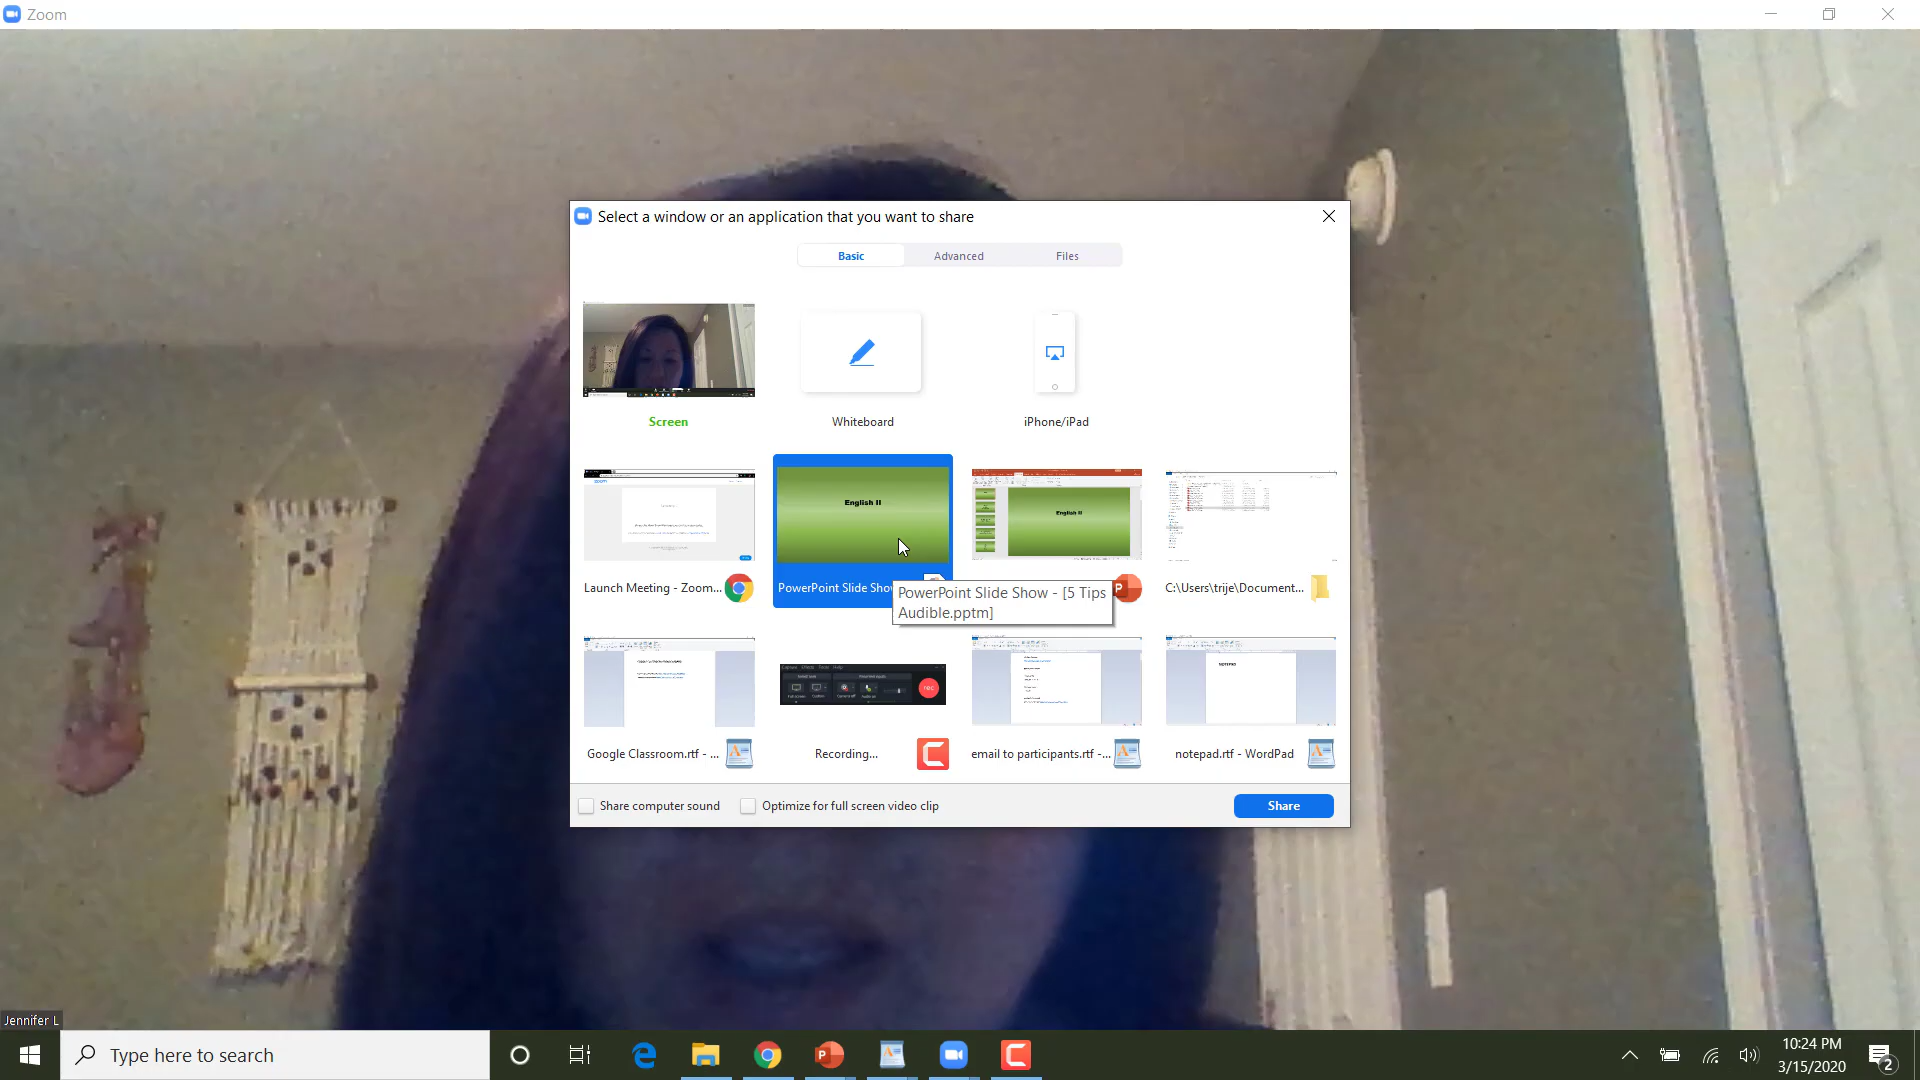 Zoom
Select a window or an application that you want to share
Basic
Advanced
Files
Screen
Whiteboard
iPhone/iPad
English II
English II
Launch Meeting - Zoom...
PowerPoint Slide Sho
C:\Users\trije\Document...
PowerPoint Slide Show - [5 Tips
Audible.pptm]
NOTEPAD
rec
Google Classroom.rtf - ...
Recording...
email to participants.rtf -...
notepad.rtf - WordPad
Share computer sound
Optimize for full screen video clip
Share
Jennifer L
Type here to search
10:24 PM
3/15/2020
2